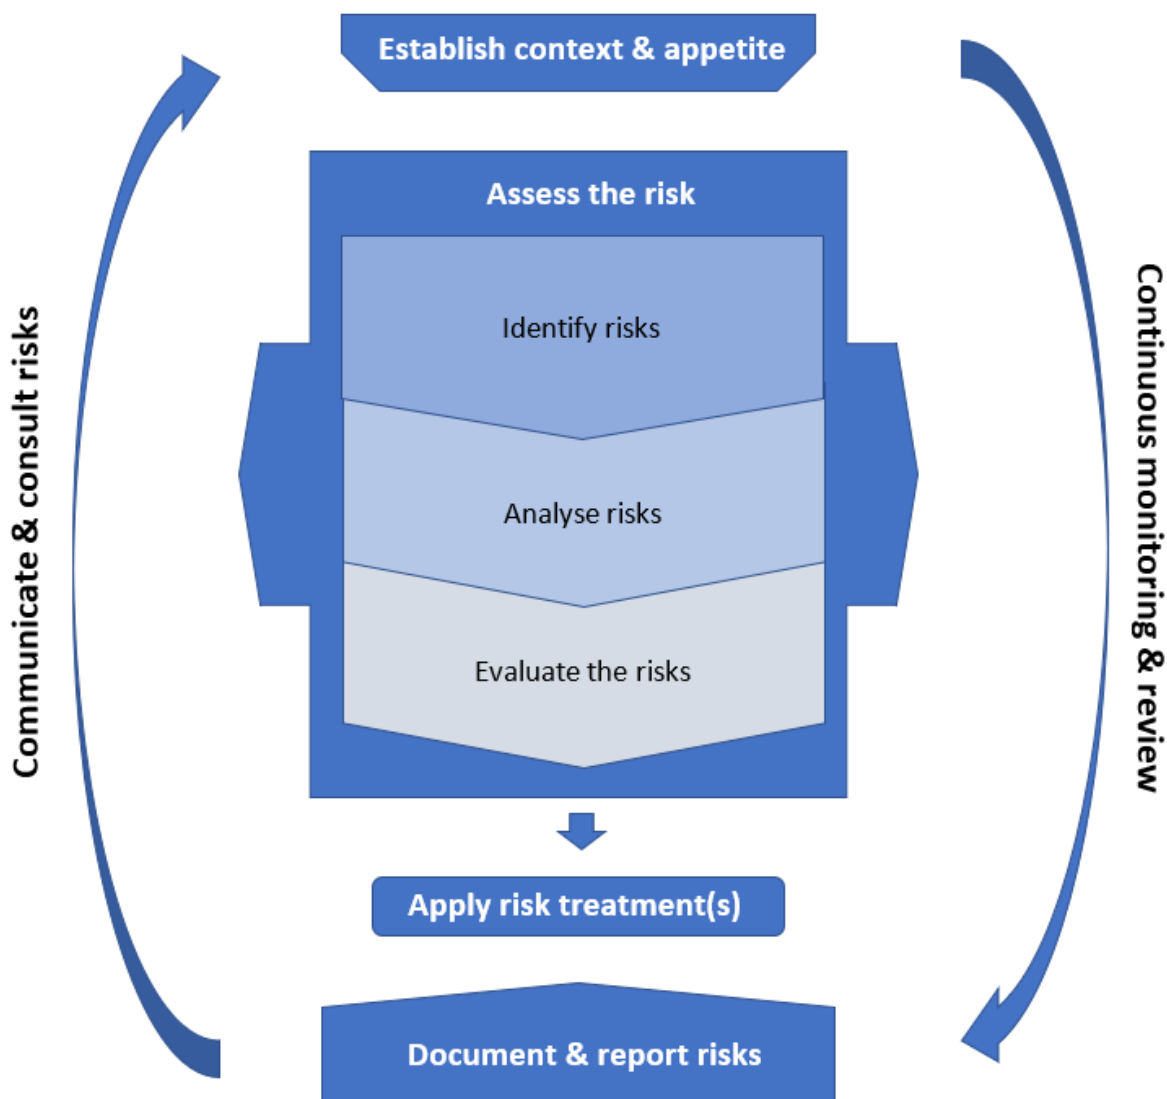 Establish context & appetite
Assess the risk
Identify risks
Analyse risks
Evaluate the risks
Apply risk treatment(s)
Document & report risks
Communicate & consult risks
Continuous monitoring & review